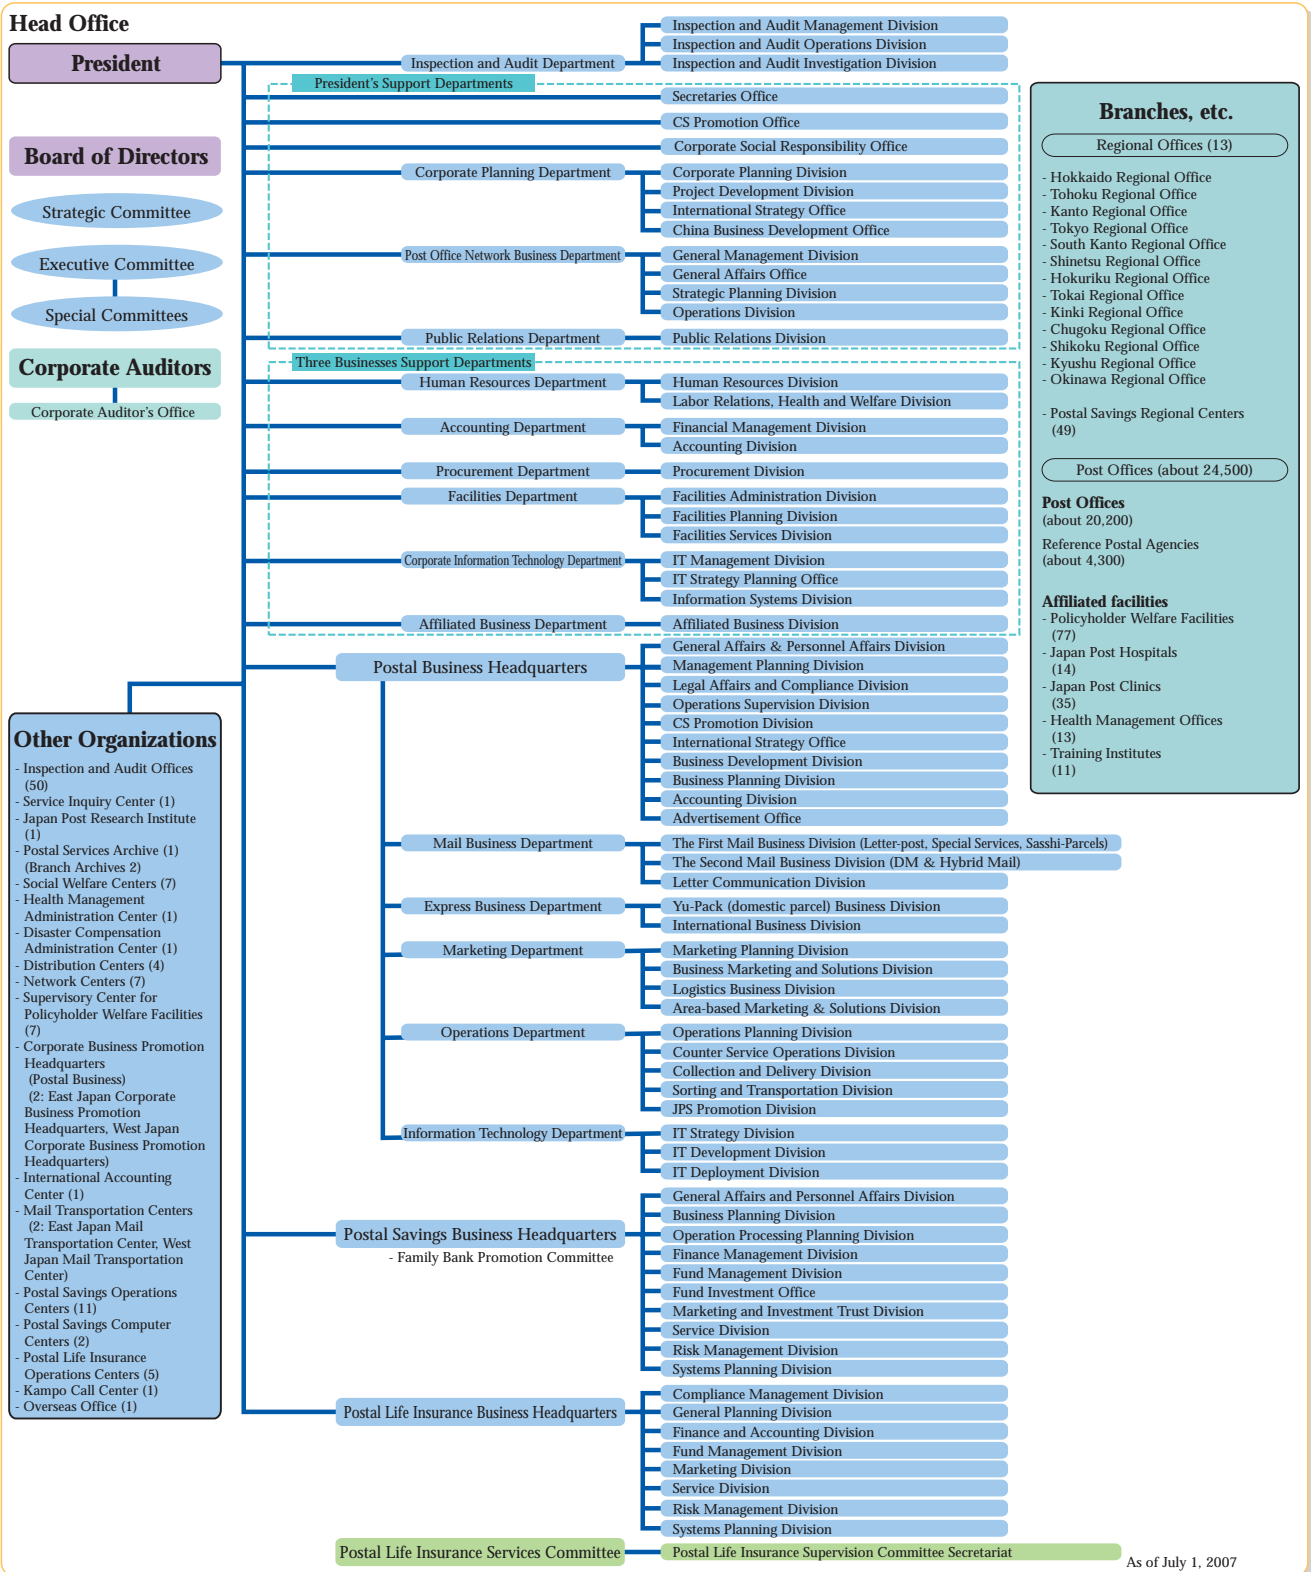 Head Office
President
Board of Directors
Strategic Committee
Executive Committee
Special Committees
Corporate Auditors
Corporate Auditor's Office
Other Organizations
- Inspection and Audit Offices
(50)
- Service Inquiry Center (1)
- Japan Post Research Institute
(1)
- Postal Services Archive (1)
(Branch Archives 2)
- Social Welfare Centers (7)
- Health Management
Administration Center (1)
- Disaster Compensation
Administration Center (1)
- Distribution Centers (4)
- Network Centers (7)
- Supervisory Center for
Policyholder Welfare Facilities
(7)
- Corporate Business Promotion
Headquarters
(Postal Business)
(2: East Japan Corporate
Business Promotion
Headquarters, West Japan
Corporate Business Promotion
Headquarters)
- International Accounting
Center (1)
- Mail Transportation Centers
(2: East Japan Mail
Transportation Center, West
Japan Mail Transportation
Center)
- Postal Savings Operations
Centers (11)
- Postal Savings Computer
Centers (2)
- Postal Life Insurance
Operations Centers (5)
- Kampo Call Center (1)
- Overseas Office (1)
Inspection and Audit Department
Inspection and Audit Management Division
Inspection and Audit Operations Division
Inspection and Audit Investigation Division
President's Support Departments
Secretaries Office
CS Promotion Office
Corporate Social Responsibility Office
Corporate Planning Department
Corporate Planning Division
Project Development Division
International Strategy Office
China Business Development Office
Post Office Network Business Department
General Management Division
General Affairs Office
Strategic Planning Division
Operations Division
Public Relations Department
Public Relations Division
Three Businesses Support Departments
Human Resources Department
Human Resources Division
Labor Relations, Health and Welfare Division
Accounting Department
Financial Management Division
Accounting Division
Procurement Department
Procurement Division
Facilities Department
Facilities Administration Division
Facilities Planning Division
Facilities Services Division
Corporate Information Technology Department
IT Management Division
IT Strategy Planning Office
Information Systems Division
Affiliated Business Department
Affiliated Business Division
Postal Business Headquarters
General Affairs & Personnel Affairs Division
Management Planning Division
Legal Affairs and Compliance Division
Operations Supervision Division
CS Promotion Division
International Strategy Office
Business Development Division
Business Planning Division
Accounting Division
Advertisement Office
Mail Business Department
The First Mail Business Division (Letter-post, Special Services, Sasshi-Parcels)
The Second Mail Business Division (DM & Hybrid Mail)
Letter Communication Division
Express Business Department
Yu-Pack (domestic parcel) Business Division
International Business Division
Marketing Department
Marketing Planning Division
Business Marketing and Solutions Division
Logistics Business Division
Area-based Marketing & Solutions Division
Operations Department
Operations Planning Division
Counter Service Operations Division
Collection and Delivery Division
Sorting and Transportation Division
JPS Promotion Division
Information Technology Department
IT Strategy Division
IT Development Division
IT Deployment Division
Postal Savings Business Headquarters
- Family Bank Promotion Committee
General Affairs and Personnel Affairs Division
Business Planning Division
Operation Processing Planning Division
Finance Management Division
Fund Management Division
Fund Investment Office
Marketing and Investment Trust Division
Service Division
Risk Management Division
Systems Planning Division
Postal Life Insurance Business Headquarters
Compliance Management Division
General Planning Division
Finance and Accounting Division
Fund Management Division
Marketing Division
Service Division
Risk Management Division
Systems Planning Division
Postal Life Insurance Services Committee
Postal Life Insurance Supervision Committee Secretariat
Branches, etc.
Regional Offices (13)
- Hokkaido Regional Office
- Tohoku Regional Office
- Kanto Regional Office
- Tokyo Regional Office
- South Kanto Regional Office
- Shinetsu Regional Office
- Hokuriku Regional Office
- Tokai Regional Office
- Kinki Regional Office
- Chugoku Regional Office
- Shikoku Regional Office
- Kyushu Regional Office
- Okinawa Regional Office
- Postal Savings Regional Centers
(49)
Post Offices (about 24,500)
Post Offices
(about 20,200)
Reference Postal Agencies
(about 4,300)
Affiliated facilities
- Policyholder Welfare Facilities
(77)
- Japan Post Hospitals
(14)
- Japan Post Clinics
(35)
- Health Management Offices
(13)
- Training Institutes
(11)
As of July 1, 2007